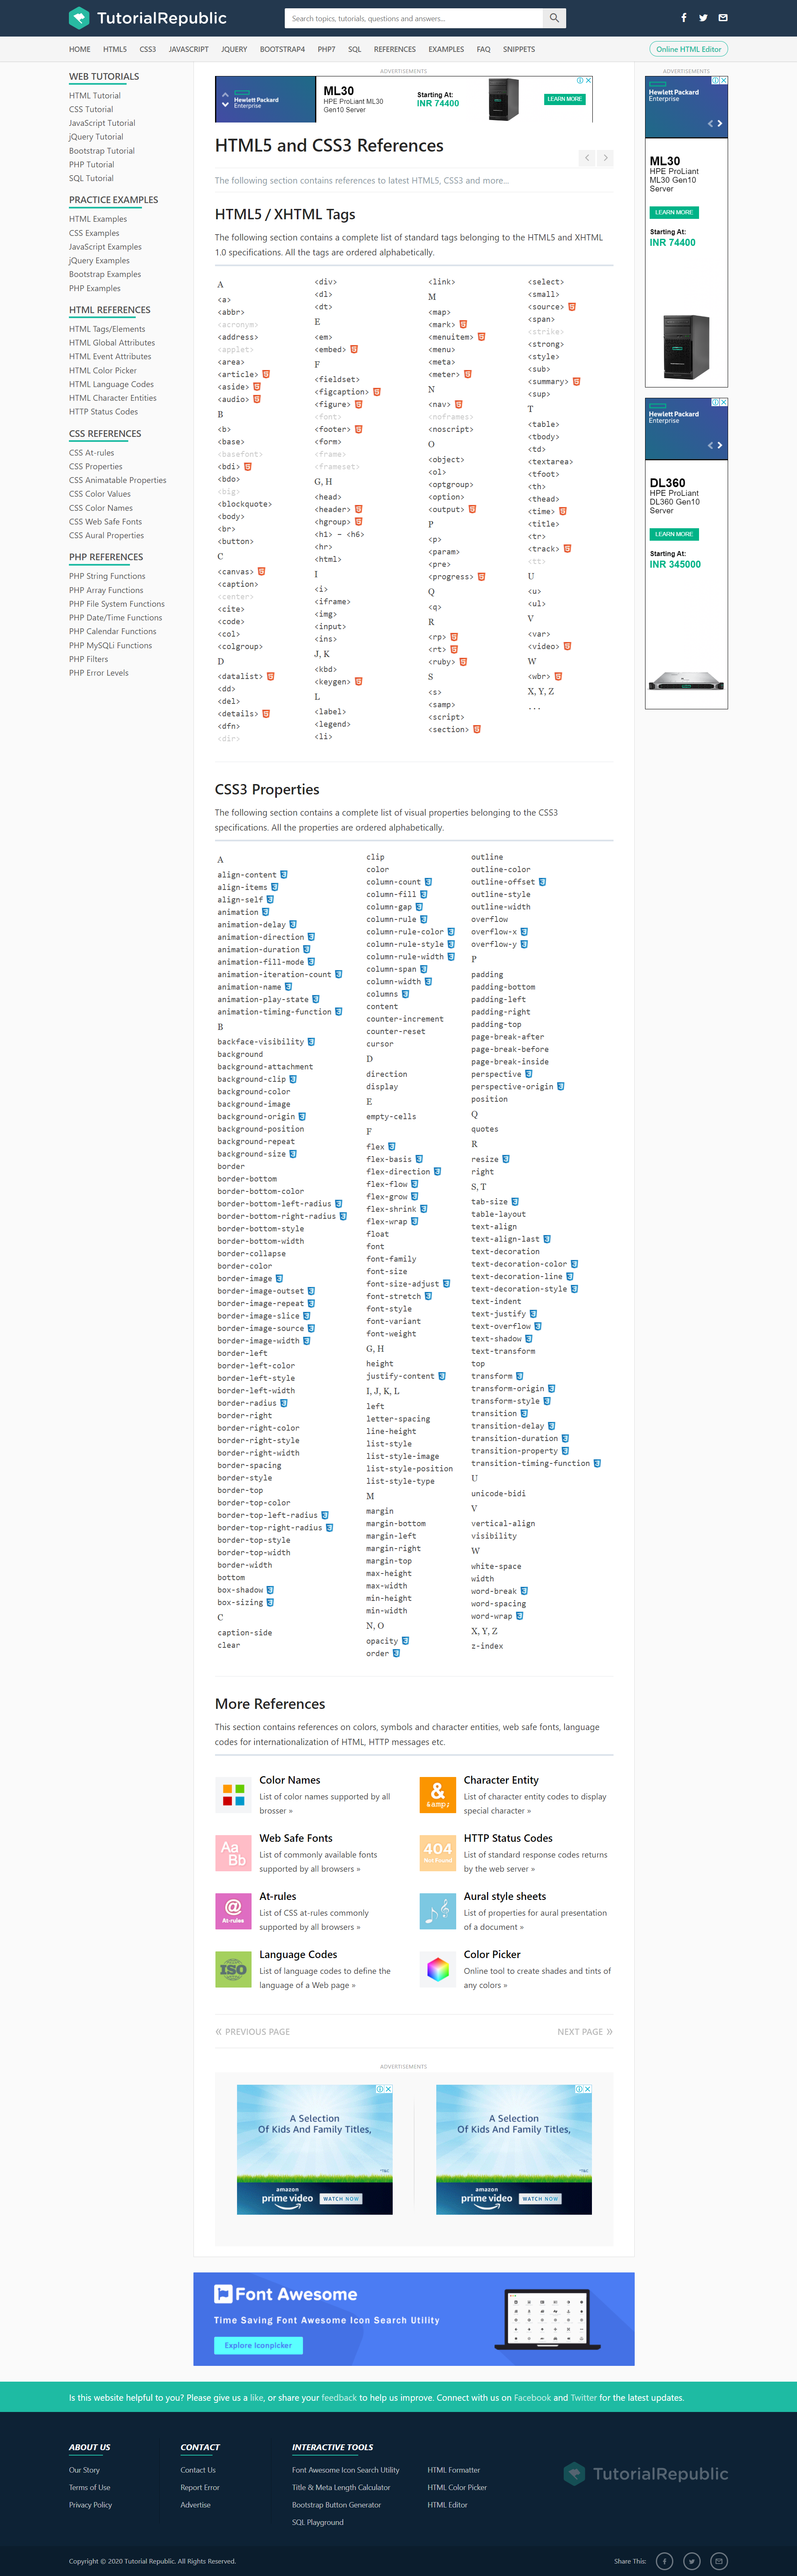 TutorialRepublic
Search topics, tutorials, questions and answers...
HOME HTML5 CSS3 JAVASCRIPT JQUERY BOOTSTRAP4 PHP7 SQL REFERENCES EXAMPLES FAQ SNIPPETS
Online HTML Editor
WEB TUTORIALS
HTML Tutorial
CSS Tutorial
JavaScript Tutorial
jQuery Tutorial
Bootstrap Tutorial
PHP Tutorial
SQL Tutorial
PRACTICE EXAMPLES
HTML Examples
CSS Examples
JavaScript Examples
jQuery Examples
Bootstrap Examples
PHP Examples
HTML REFERENCES
HTML Tags/Elements
HTML Global Attributes
HTML Event Attributes
HTML Color Picker
HTML Language Codes
HTML Character Entities
HTTP Status Codes
CSS REFERENCES
CSS At-rules
CSS Properties
CSS Animatable Properties
CSS Color Values
CSS Color Names
CSS Web Safe Fonts
CSS Aural Properties
PHP REFERENCES
PHP String Functions
PHP Array Functions
PHP File System Functions
PHP Date/Time Functions
PHP Calendar Functions
PHP MySQLi Functions
PHP Filters
PHP Error Levels
ADVERTISEMENTS
Hewlett Packard
Enterprise
ML30
HPE ProLiant ML30
Gen10 Server
Starting At:
INR 74400
LEARN MORE
HTML5 and CSS3 References
The following section contains references to latest HTML5, CSS3 and more...
HTML5 / XHTML Tags
The following section contains a complete list of standard tags belonging to the HTML5 and XHTML
1.0 specifications. All the tags are ordered alphabetically.
A
<a>
<abbr>
<acronym>
<address>
<applet>
<area>
<article>
<aside>
<audio>
B
<b>
<base>
<basefont>
<bdi>
<bdo>
<big>
<blockquote>
<body>
<br>
<button>
C
<canvas>
<caption>
<center>
<cite>
<code>
<col>
<colgroup>
D
<datalist>
<dd>
<del>
<details>
<dfn>
<dir>
<div>
<dl>
<dt>
E
<em>
<embed>
F
<fieldset>
<figcaption>
<figure>
<font>
<footer>
<form>
<frame>
<frameset>
G, H
<head>
<header>
<hgroup>
<h1> – <h6>
<hr>
<html>
I
<i>
<iframe>
<img>
<input>
<ins>
J, K
<kbd>
<keygen>
L
<label>
<legend>
<li>
<link>
M
<map>
<mark>
<menuitem>
<menu>
<meta>
<meter>
N
<nav>
<noframes>
<noscript>
O
<object>
<ol>
<optgroup>
<option>
<output>
P
<p>
<param>
<pre>
<progress>
Q
<q>
R
<rp>
<rt>
<ruby>
S
<s>
<samp>
<script>
<section>
<select>
<small>
<source>
<span>
<strike>
<strong>
<style>
<sub>
<summary>
<sup>
T
<table>
<tbody>
<td>
<textarea>
<tfoot>
<th>
<thead>
<time>
<title>
<tr>
<track>
<tt>
U
<u>
<ul>
V
<var>
<video>
W
<wbr>
X, Y, Z
...
CSS3 Properties
The following section contains a complete list of visual properties belonging to the CSS3
specifications. All the properties are ordered alphabetically.
A
align-content
align-items
align-self
animation
animation-delay
animation-direction
animation-duration
animation-fill-mode
animation-iteration-count
animation-name
animation-play-state
animation-timing-function
B
backface-visibility
background
background-attachment
background-clip
background-color
background-image
background-origin
background-position
background-repeat
background-size
border
border-bottom
border-bottom-color
border-bottom-left-radius
border-bottom-right-radius
border-bottom-style
border-bottom-width
border-collapse
border-color
border-image
border-image-outset
border-image-repeat
border-image-slice
border-image-source
border-image-width
border-left
border-left-color
border-left-style
border-left-width
border-radius
border-right
border-right-color
border-right-style
border-right-width
border-spacing
border-style
border-top
border-top-color
border-top-left-radius
border-top-right-radius
border-top-style
border-top-width
border-width
bottom
box-shadow
box-sizing
C
caption-side
clear
clip
color
column-count
column-fill
column-gap
column-rule
column-rule-color
column-rule-style
column-rule-width
column-span
column-width
columns
content
counter-increment
counter-reset
cursor
D
direction
display
E
empty-cells
F
flex
flex-basis
flex-direction
flex-flow
flex-grow
flex-shrink
flex-wrap
float
font
font-family
font-size
font-size-adjust
font-stretch
font-style
font-variant
font-weight
G, H
height
justify-content
I, J, K, L
left
letter-spacing
line-height
list-style
list-style-image
list-style-position
list-style-type
M
margin
margin-bottom
margin-left
margin-right
margin-top
max-height
max-width
min-height
min-width
N, O
opacity
order
outline
outline-color
outline-offset
outline-style
outline-width
overflow
overflow-x
overflow-y
P
padding
padding-bottom
padding-left
padding-right
padding-top
page-break-after
page-break-before
page-break-inside
perspective
perspective-origin
position
Q
quotes
R
resize
right
S, T
tab-size
table-layout
text-align
text-align-last
text-decoration
text-decoration-color
text-decoration-line
text-decoration-style
text-indent
text-justify
text-overflow
text-shadow
text-transform
top
transform
transform-origin
transform-style
transition
transition-delay
transition-duration
transition-property
transition-timing-function
U
unicode-bidi
V
vertical-align
visibility
W
white-space
width
word-break
word-spacing
word-wrap
X, Y, Z
z-index
More References
This section contains references on colors, symbols and character entities, web safe fonts, language
codes for internationalization of HTML, HTTP messages etc.
Color Names
List of color names supported by all
brosser »
&
&amp;
Character Entity
List of character entity codes to display
special character »
Aa
Bb
Web Safe Fonts
List of commonly available fonts
supported by all browsers »
404
Not Found
HTTP Status Codes
List of standard response codes returns
by the web server »
@
At-rules
At-rules
List of CSS at-rules commonly
supported by all browsers »
Aural style sheets
List of properties for aural presentation
of a document »
ISO
Language Codes
List of language codes to define the
language of a Web page »
Color Picker
Online tool to create shades and tints of
any colors »
« PREVIOUS PAGE
NEXT PAGE »
ADVERTISEMENTS
A Selection
Of Kids And Family Titles,
amazon
prime video
WATCH NOW
A Selection
Of Kids And Family Titles,
amazon
prime video
WATCH NOW
ADVERTISEMENTS
Hewlett Packard
Enterprise
ML30
HPE ProLiant
ML30 Gen10
Server
LEARN MORE
Starting At:
INR 74400
Hewlett Packard
Enterprise
DL360
HPE ProLiant
DL360 Gen10
Server
LEARN MORE
Starting At:
INR 345000
Font Awesome
Time Saving Font Awesome Icon Search Utility
Explore Iconpicker
Is this website helpful to you? Please give us a like, or share your feedback to help us improve. Connect with us on Facebook and Twitter for the latest updates.
ABOUT US
Our Story
Terms of Use
Privacy Policy
CONTACT
Contact Us
Report Error
Advertise
INTERACTIVE TOOLS
Font Awesome Icon Search Utility
Title & Meta Length Calculator
Bootstrap Button Generator
SQL Playground
HTML Formatter
HTML Color Picker
HTML Editor
TutorialRepublic
Copyright © 2020 Tutorial Republic. All Rights Reserved.
Share This: